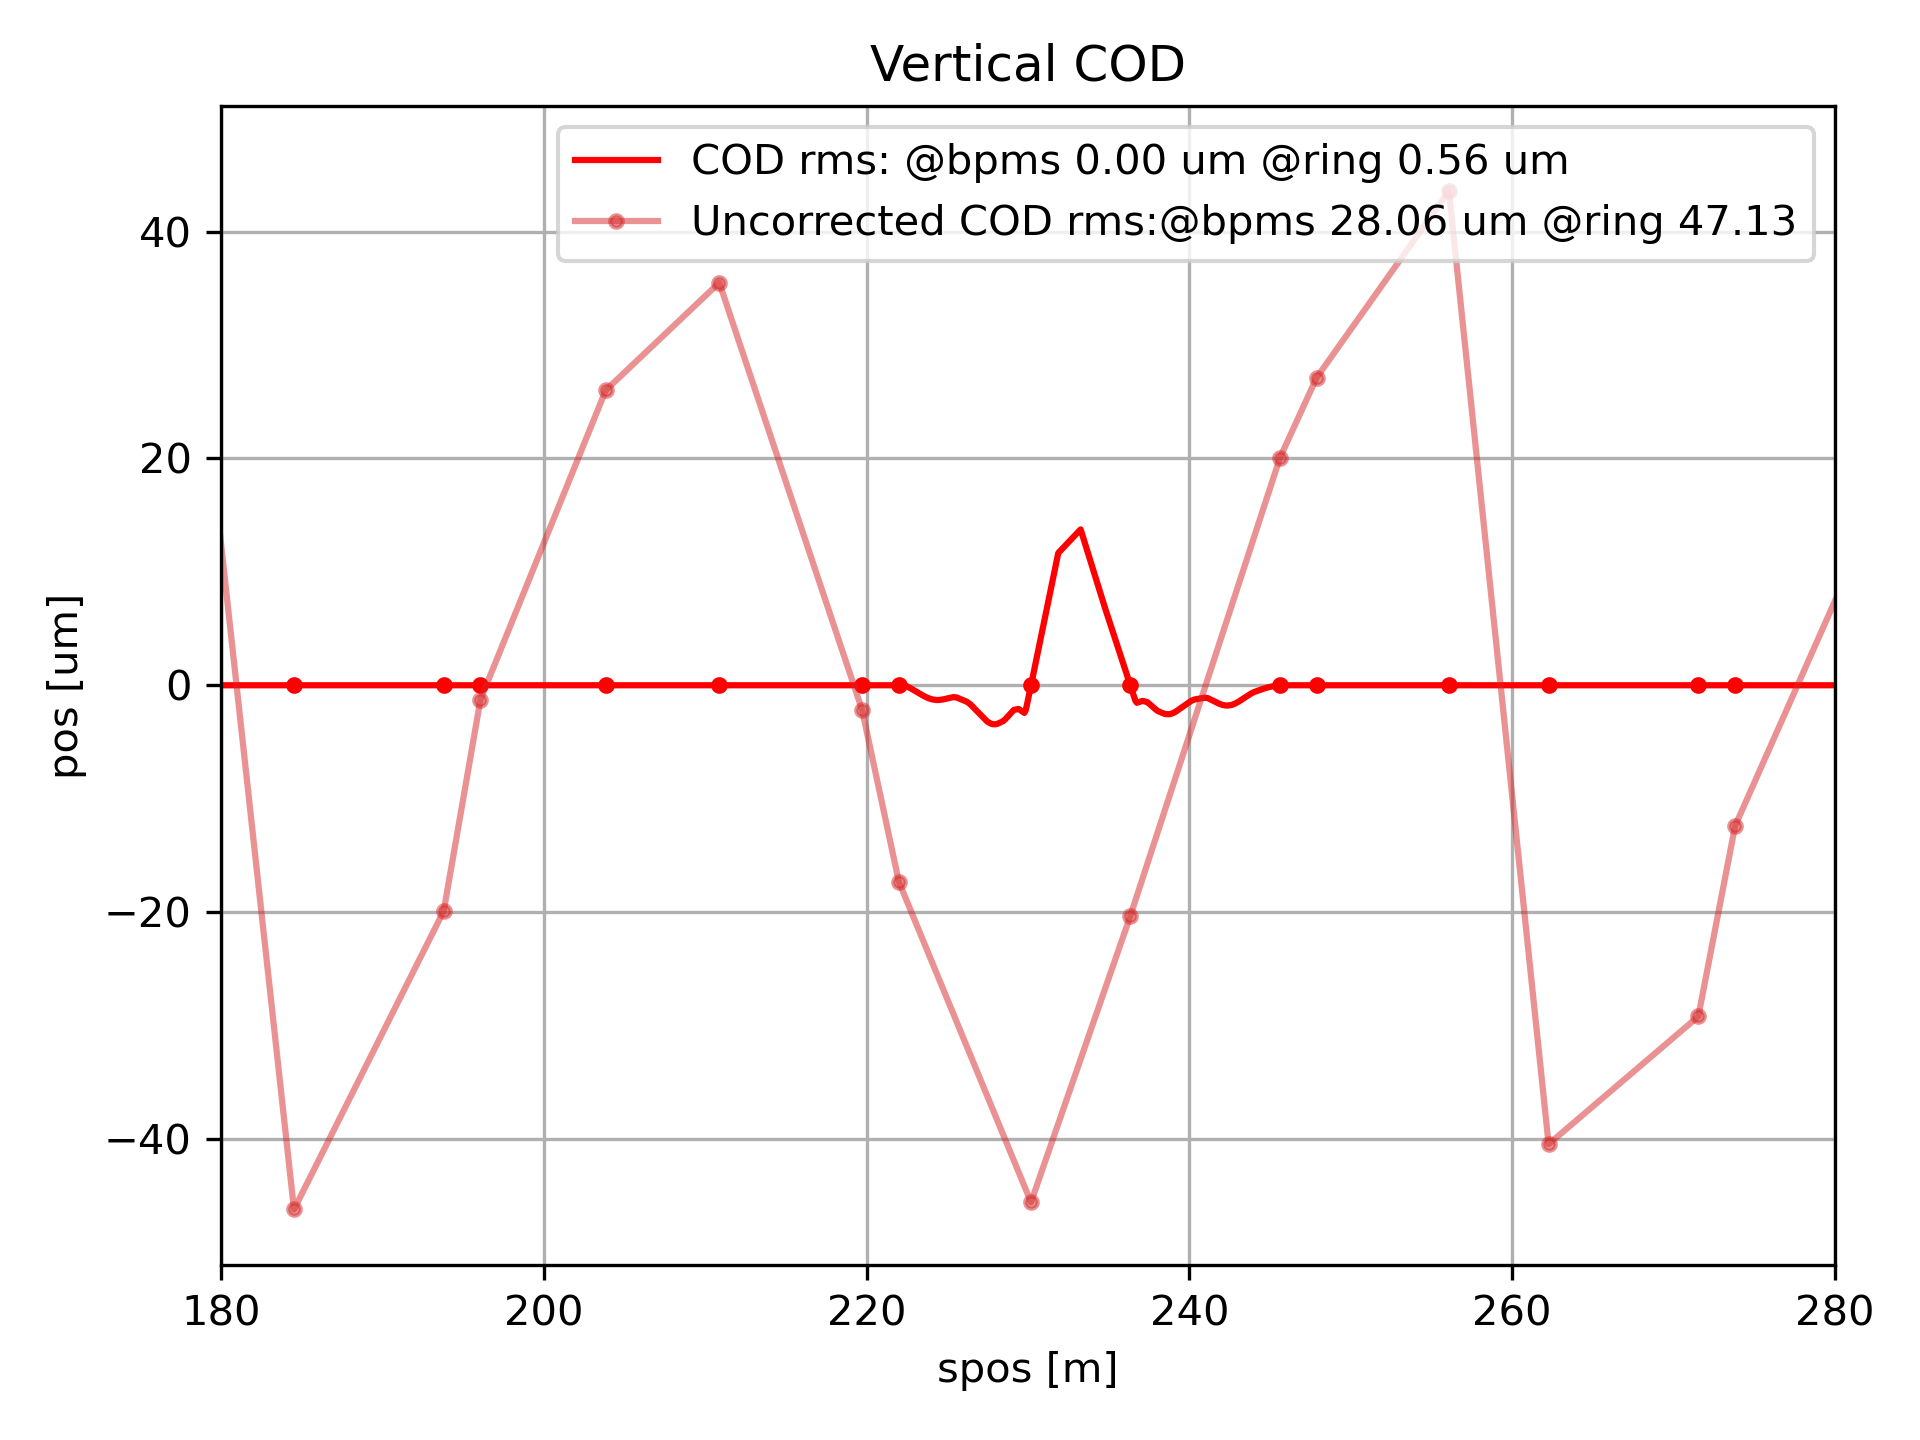 Vertical COD
COD rms: @bpms 0.00 um @ring 0.56 um
Uncorrected COD rms:@bpms 28.06 um @ring 47.13
40
20
0
−20
−40
pos [um]
180 200 220 240 260 280
spos [m]